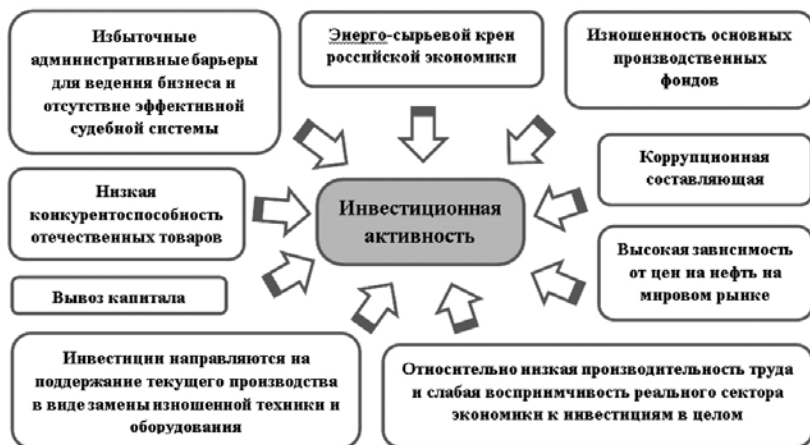 Избыточные
административные барьеры
для ведения бизнеса и
отсутствие эффективной
судебной системы
Энерго-сырьевой крен
российской экономики
Изношенность основных
производственных
фондов
Низкая
конкурентоспособность
отечественных товаров
Инвестиционная
активность
Коррупционная
составляющая
Вывоз капитала
Высокая зависимость
от цен на нефть на
мировом рынке
Инвестиции направляются на
поддержание текущего производства
в виде замены изношенной техники и
оборудования
Относительно низкая производительность труда
и слабая восприимчивость реального сектора
экономики к инвестициям в целом